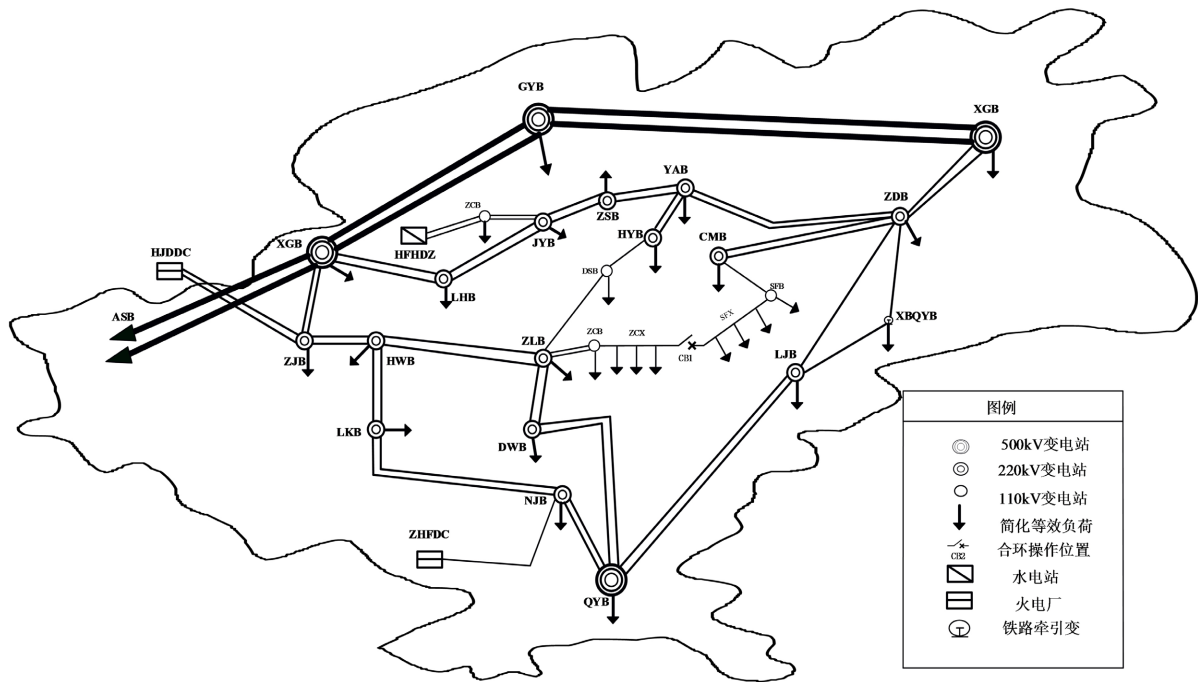 GYB
XGB
YAB
ZCB
ZSB
ZDB
HFHDZ
JYB
HYB
CMB
XGB
HJDDC
DSB
LHB
SFB
ASB
SFX
XBQYB
ZCB
ZCX
ZLB
CB1
ZJB
HWB
LJB
LKB
DWB
NJB
ZHFDC
QYB
图例
500kV变电站
220kV变电站
110kV变电站
简化等效负荷
合环操作位置
CB2
水电站
火电厂
铁路牵引变